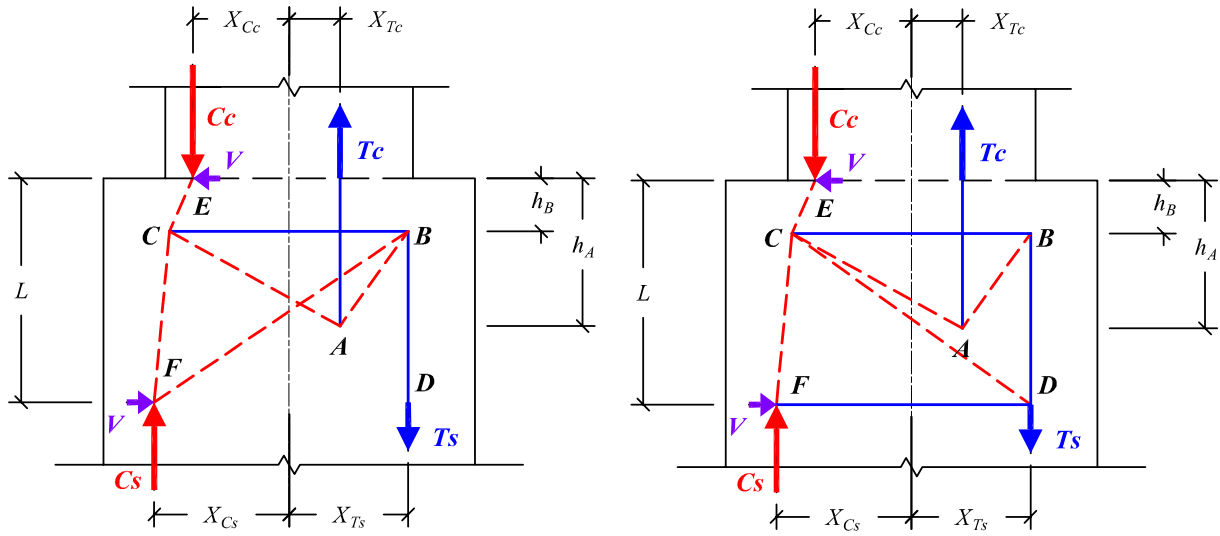 X_Cc X_Tc
Cc
Tc
V
E
h_B
C
B
h_A
L
A
F
D
V
Ts
Cs
X_Cs X_Ts
X_Cc X_Tc
Cc
Tc
V
E
h_B
C
B
h_A
L
A
F
D
V
Ts
Cs
X_Cs X_Ts